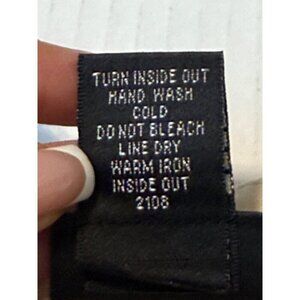 TURN INSIDE OUT
HAND WASH
COLD
DO NOT BLEACH
LINE DRY
WARM IRON
INSIDE OUT
2108